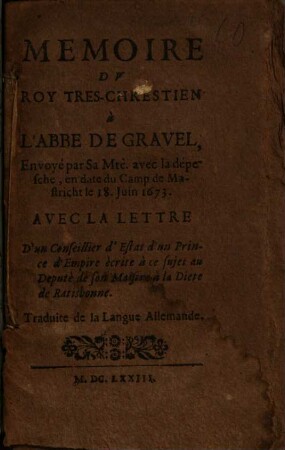 MEMOIRE
DV
ROY TRES-CHRESTIEN
à
L'ABBE DE GRAVEL,
Envoyé par Sa Mté. avec la depe-
sche, en date du Camp de Ma-
stricht le 18. Juin 1673.
AVEC LA LETTRE
D'un Conseillier d'Estat d'un Prin-
ce d'Empire écrite à ce sujet au
Deputé de son Maistre à la Diete
de Ratisbonne.
Traduite de la Langue Allemande.
M. DC. LXXIII.